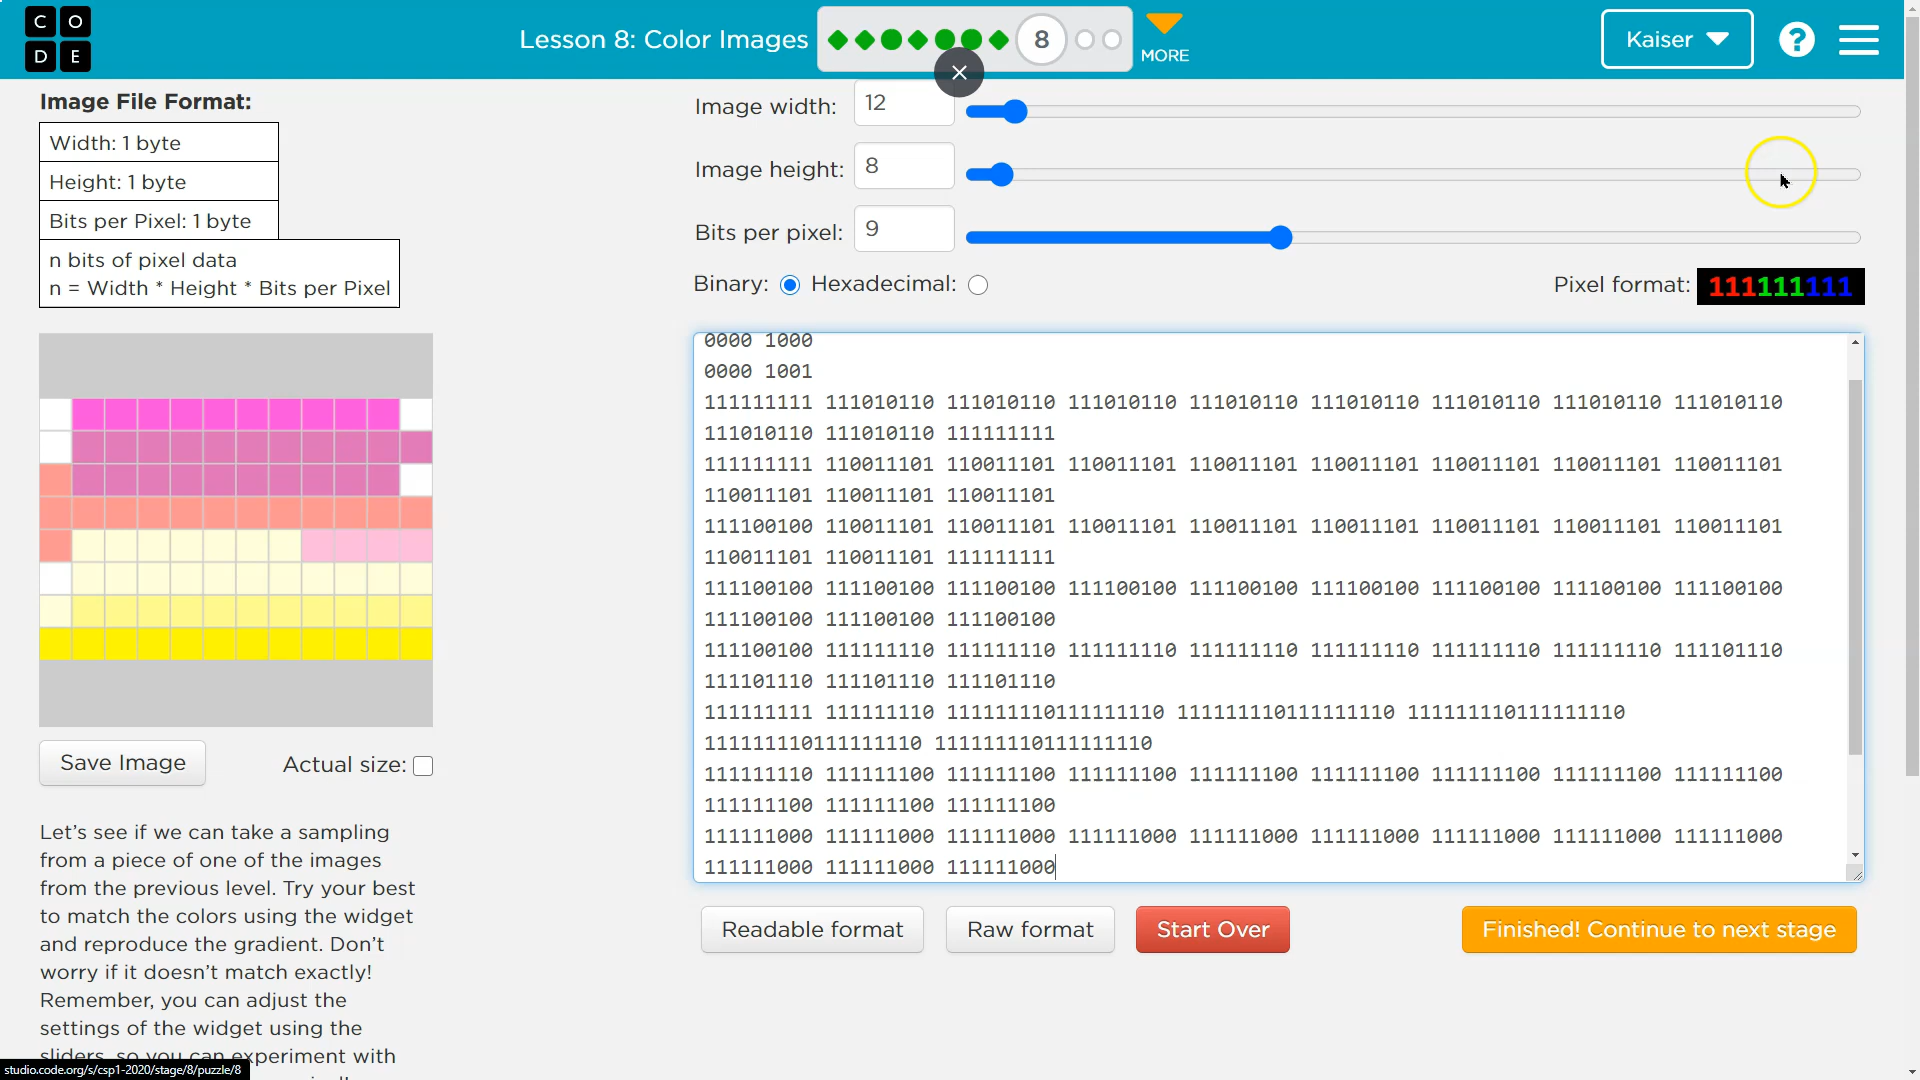 C O
D E
Lesson 8: Color Images
8
MORE
Kaiser
?
Image File Format:
Width: 1 byte
Height: 1 byte
Bits per Pixel: 1 byte
n bits of pixel data
n = Width * Height * Bits per Pixel
Image width: 12
Image height: 8
Bits per pixel: 9
Binary: Hexadecimal:
Pixel format: 111111111
0000 1000
0000 1001
111111111 111010110 111010110 111010110 111010110 111010110 111010110 111010110 111010110
111010110 111010110 111111111
111111111 110011101 110011101 110011101 110011101 110011101 110011101 110011101 110011101
110011101 110011101 110011101
111100100 110011101 110011101 110011101 110011101 110011101 110011101 110011101 110011101
110011101 110011101 111111111
111100100 111100100 111100100 111100100 111100100 111100100 111100100 111100100 111100100
111100100 111100100 111100100
111100100 111111110 111111110 111111110 111111110 111111110 111111110 111111110 111101110
111101110 111101110 111101110
111111111 111111110 111111110111111110 111111110111111110 111111110111111110
111111110111111110 111111110111111110
111111110 111111100 111111100 111111100 111111100 111111100 111111100 111111100 111111100
111111100 111111100 111111100
111111000 111111000 111111000 111111000 111111000 111111000 111111000 111111000 111111000
111111000 111111000 111111000
Save Image
Actual size:
Let's see if we can take a sampling
from a piece of one of the images
from the previous level. Try your best
to match the colors using the widget
and reproduce the gradient. Don't
worry if it doesn't match exactly!
Remember, you can adjust the
settings of the widget using the
sliders, so you can experiment with
Readable format
Raw format
Start Over
Finished! Continue to next stage
studio.code.org/s/csp1-2020/stage/8/puzzle/8